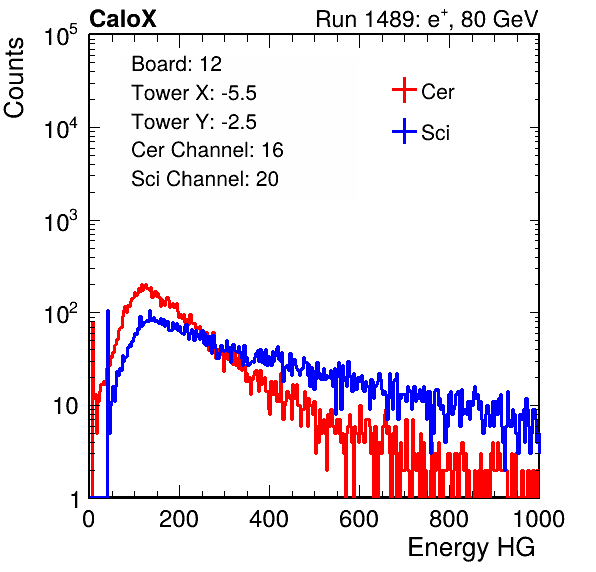 CaloX Run 1489: e⁺, 80 GeV
Counts
Board: 12
Tower X: -5.5
Tower Y: -2.5
Cer Channel: 16
Sci Channel: 20
Cer
Sci
10⁵
10⁴
10³
10²
10
1
0 200 400 600 800 1000
Energy HG